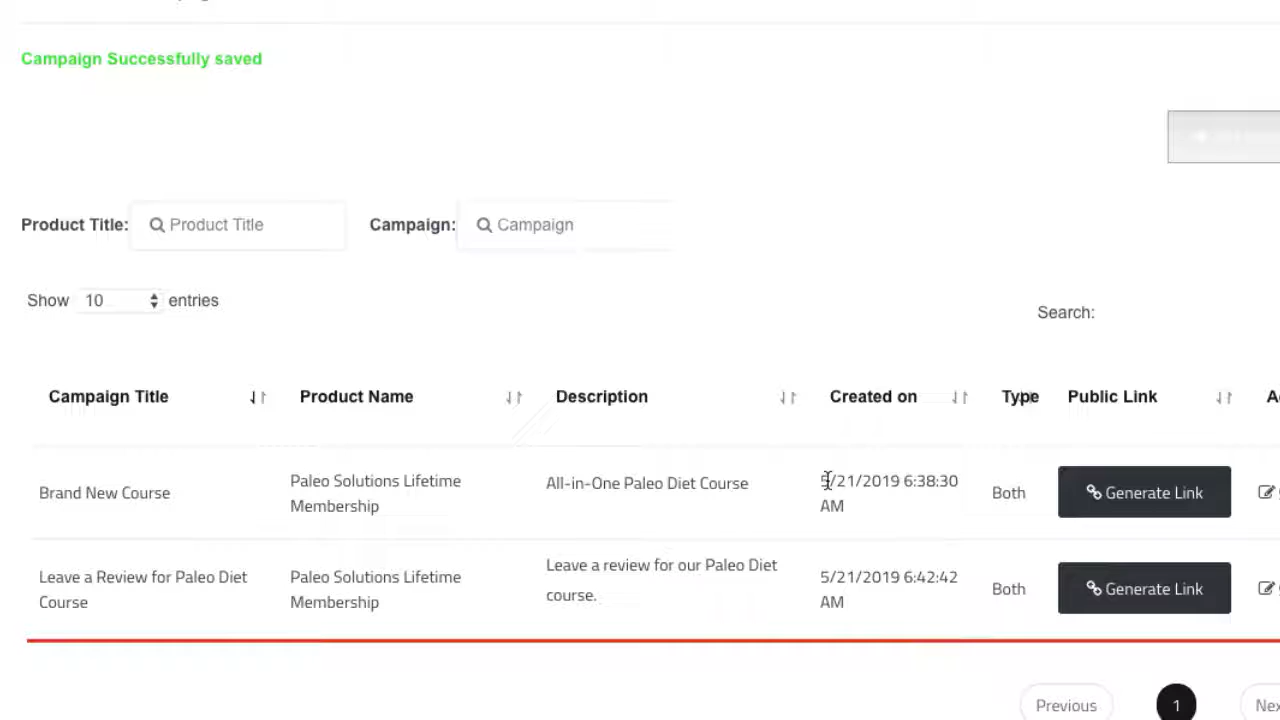 Campaign Successfully saved
Product Title: Product Title Campaign: Campaign
Show 10 entries
Search:
Campaign Title Product Name Description Created on Type Public Link
Brand New Course Paleo Solutions Lifetime Membership All-in-One Paleo Diet Course 5/21/2019 6:38:30 AM Both Generate Link
Leave a Review for Paleo Diet Course Paleo Solutions Lifetime Membership Leave a review for our Paleo Diet course. 5/21/2019 6:42:42 AM Both Generate Link
Previous 1